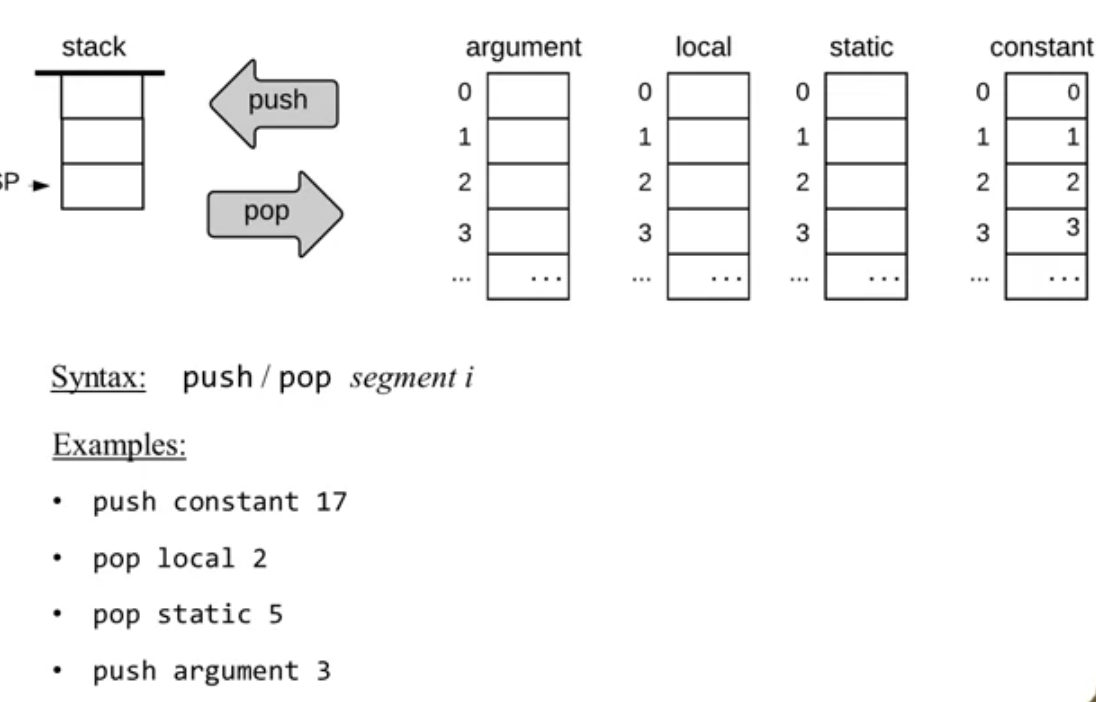 stack argument local static constant
push
pop
SP
0 0 0 0 0
1 1 1 1 1
2 2 2 2 2
3 3 3 3 3
... ... ... ... ... ... ... ...
Syntax: push / pop segment i
Examples:
• push constant 17
• pop local 2
• pop static 5
• push argument 3